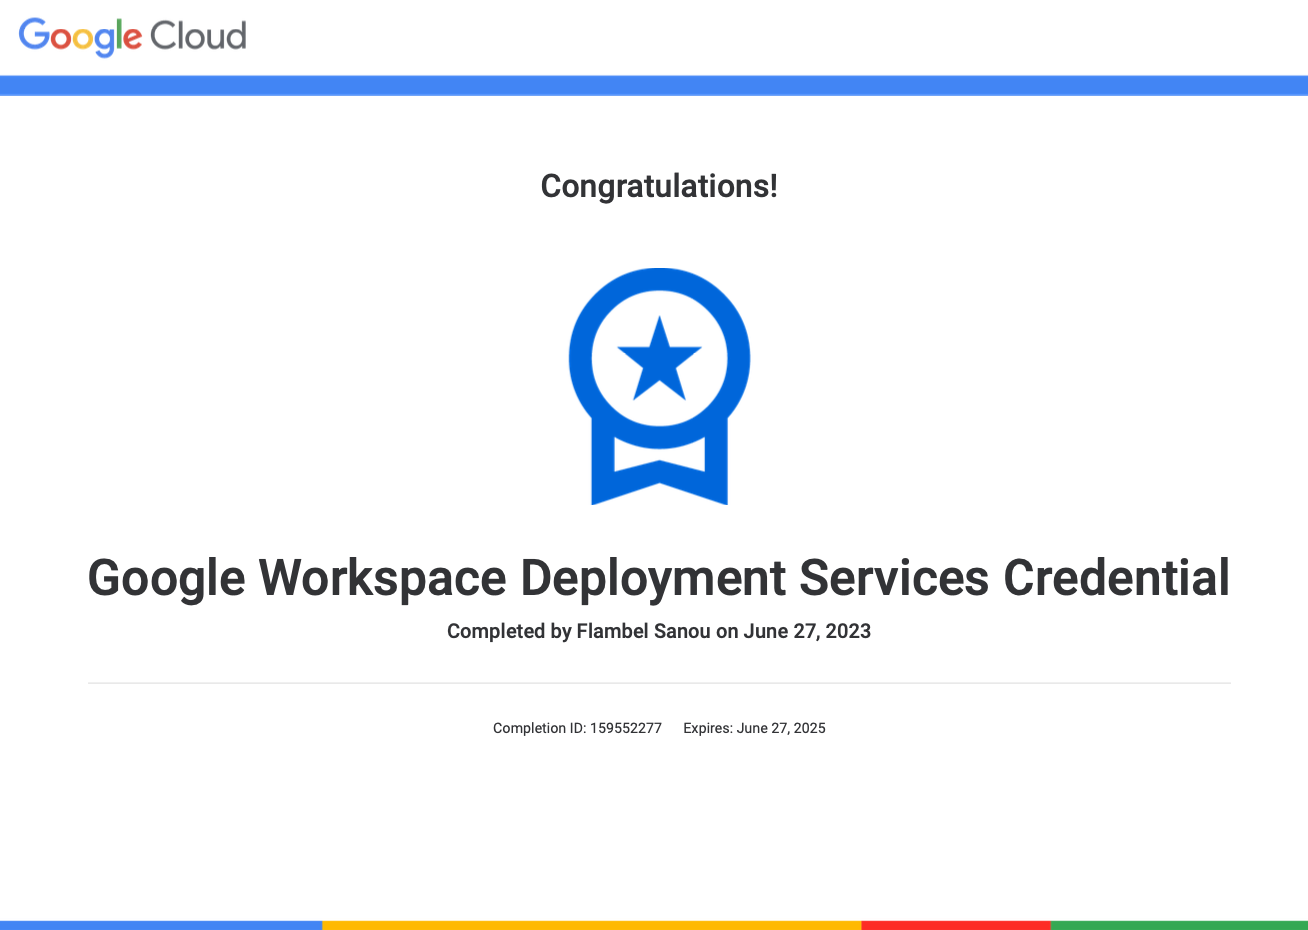 Google Cloud
Congratulations!
Google Workspace Deployment Services Credential
Completed by Flambel Sanou on June 27, 2023
Completion ID: 159552277 Expires: June 27, 2025